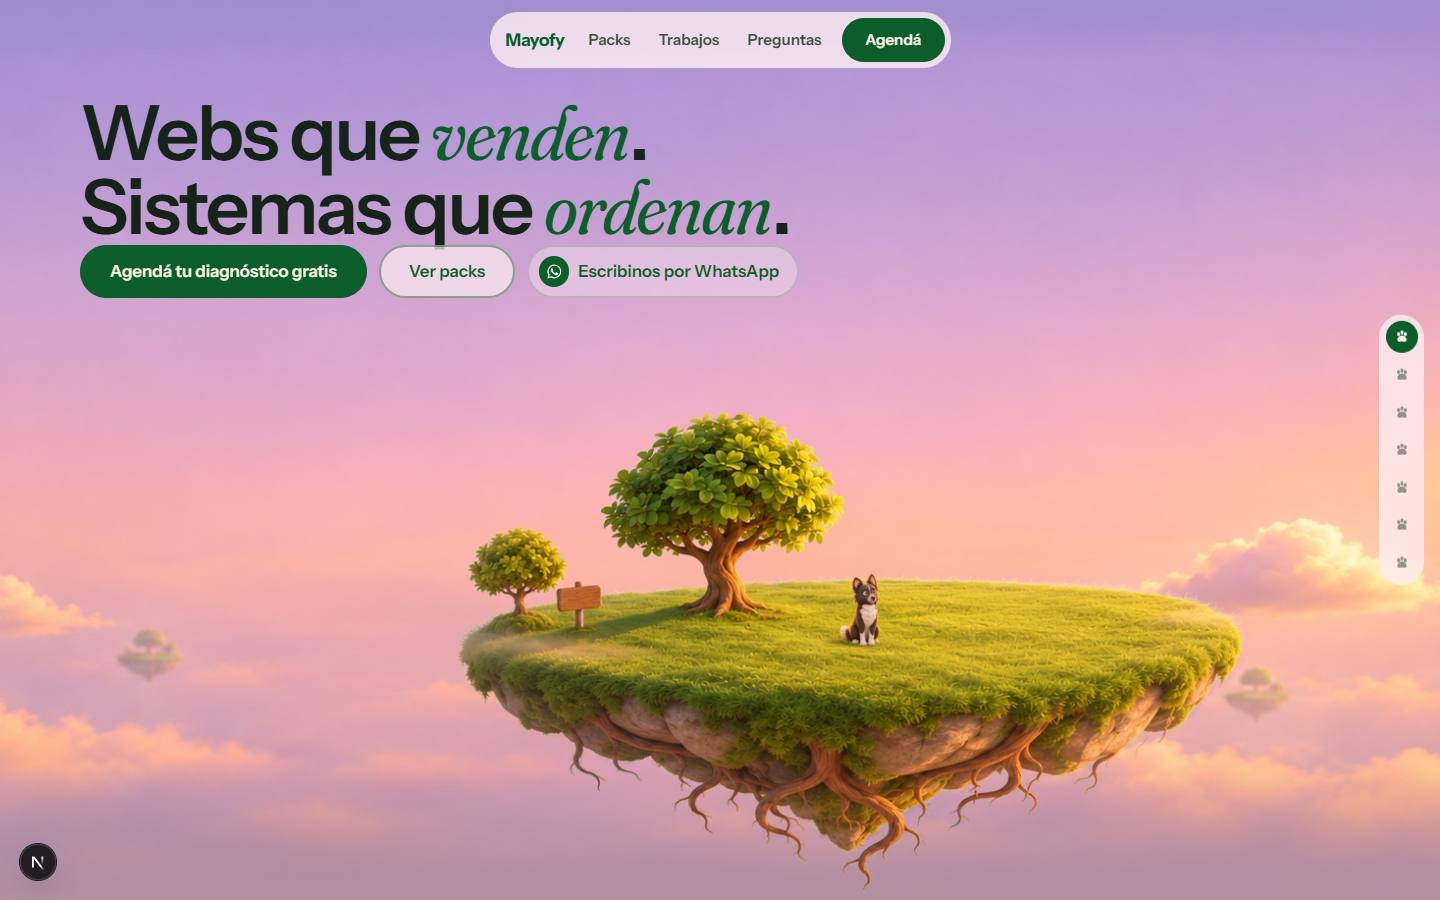 Mayofy Packs Trabajos Preguntas Agendá
Webs que venden.
Sistemas que ordenan.
Agendá tu diagnóstico gratis Ver packs Escribinos por WhatsApp
N